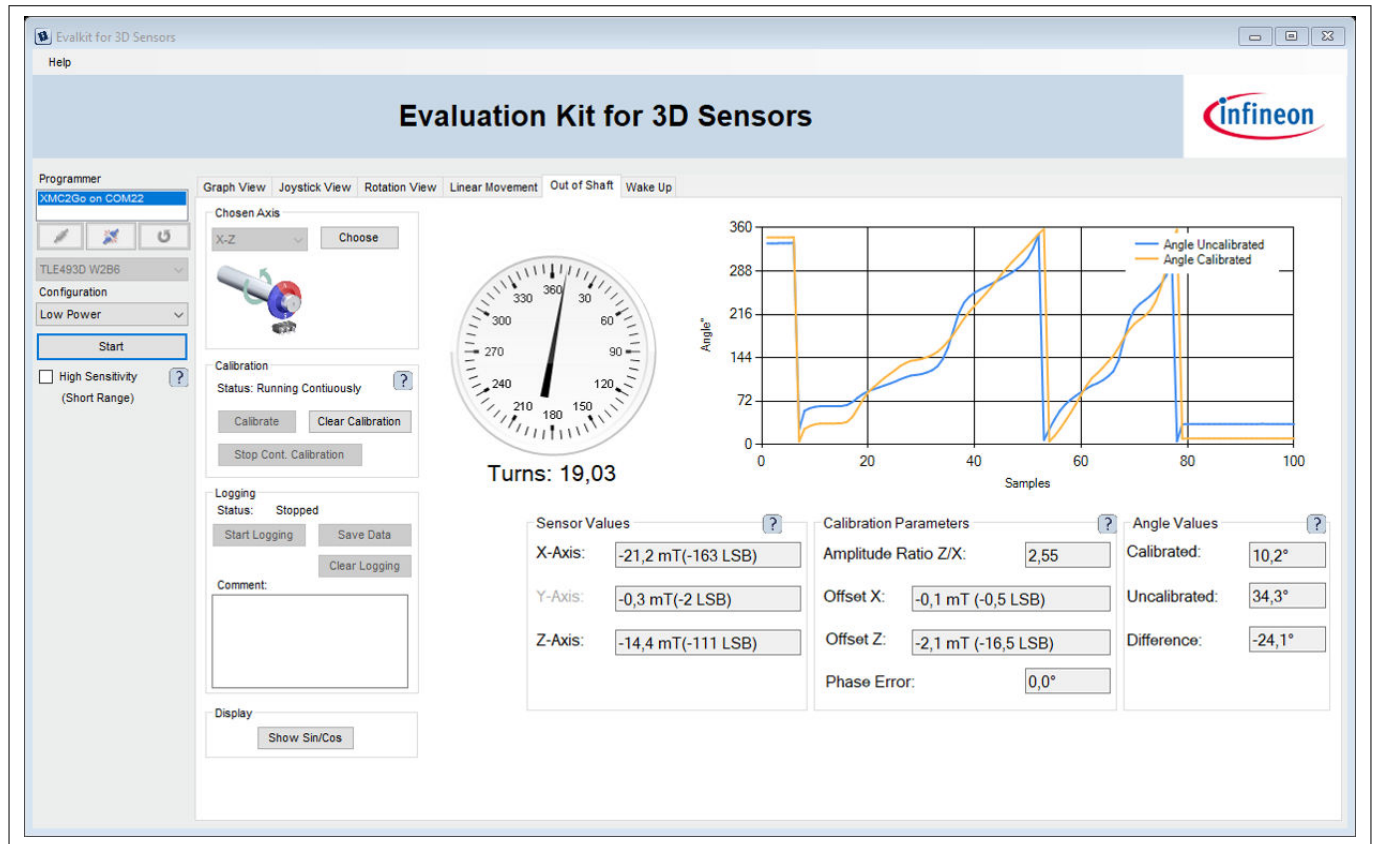 Evalkit for 3D Sensors
Help
Evaluation Kit for 3D Sensors
infineon
Programmer
XMC2Go on COM22
TLE493D W2B6
Configuration
Low Power
Start
High Sensitivity
?
(Short Range)
Graph View Joystick View Rotation View Linear Movement Out of Shaft Wake Up
Chosen Axis
X-Z
Choose
Calibration
Status: Running Contiuously
?
Calibrate
Clear Calibration
Stop Cont. Calibration
Logging
Status: Stopped
Start Logging
Save Data
Clear Logging
Comment:
Display
Show Sin/Cos
360
30
60
90
120
150
180
210
240
270
300
330
Turns: 19,03
360
288
216
144
72
0
Angle°
0 20 40 60 80 100
Samples
Angle Uncalibrated
Angle Calibrated
Sensor Values
?
X-Axis: -21,2 mT(-163 LSB)
Y-Axis: -0,3 mT(-2 LSB)
Z-Axis: -14,4 mT(-111 LSB)
Calibration Parameters
?
Amplitude Ratio Z/X: 2,55
Offset X: -0,1 mT (-0,5 LSB)
Offset Z: -2,1 mT (-16,5 LSB)
Phase Error: 0,0°
Angle Values
?
Calibrated: 10,2°
Uncalibrated: 34,3°
Difference: -24,1°